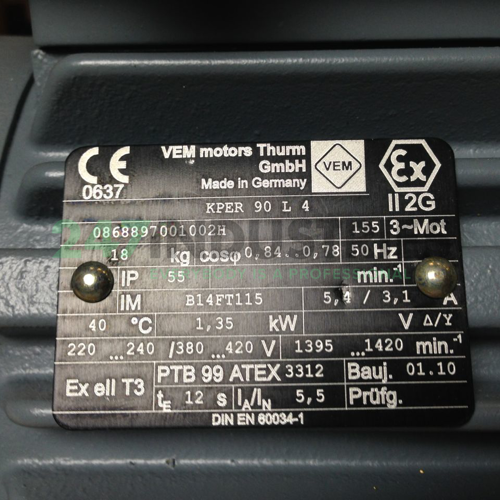 CE
0637
VEM motors Thurm
GmbH
Made in Germany
VEM
Ex
II 2G
KPER 90 L 4
0868897001002H 155 3~Mot
18 kg cosφ 0,84...0,78 50 Hz
IP 55 min.⁻¹
IM B14FT115 5,4 / 3,1 A
40 °C 1,35 kW V Δ/Y
220 ...240 /380 ...420 V 1395 ...1420 min.⁻¹
Ex eII T3 PTB 99 ATEX 3312 Bauj. 01.10
tE 12 s IA/IN 5,5 Prüfg.
DIN EN 60034-1